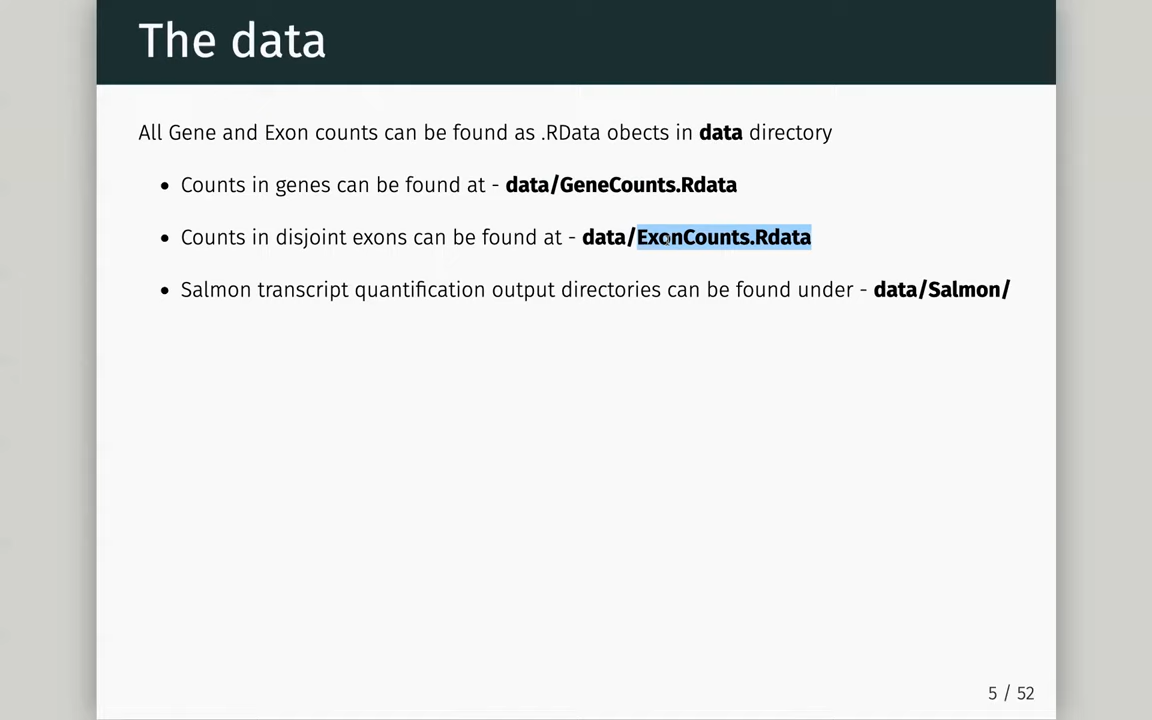 The data
All Gene and Exon counts can be found as .RData obects in data directory
• Counts in genes can be found at - data/GeneCounts.Rdata
• Counts in disjoint exons can be found at - data/ExonCounts.Rdata
• Salmon transcript quantification output directories can be found under - data/Salmon/
5 / 52